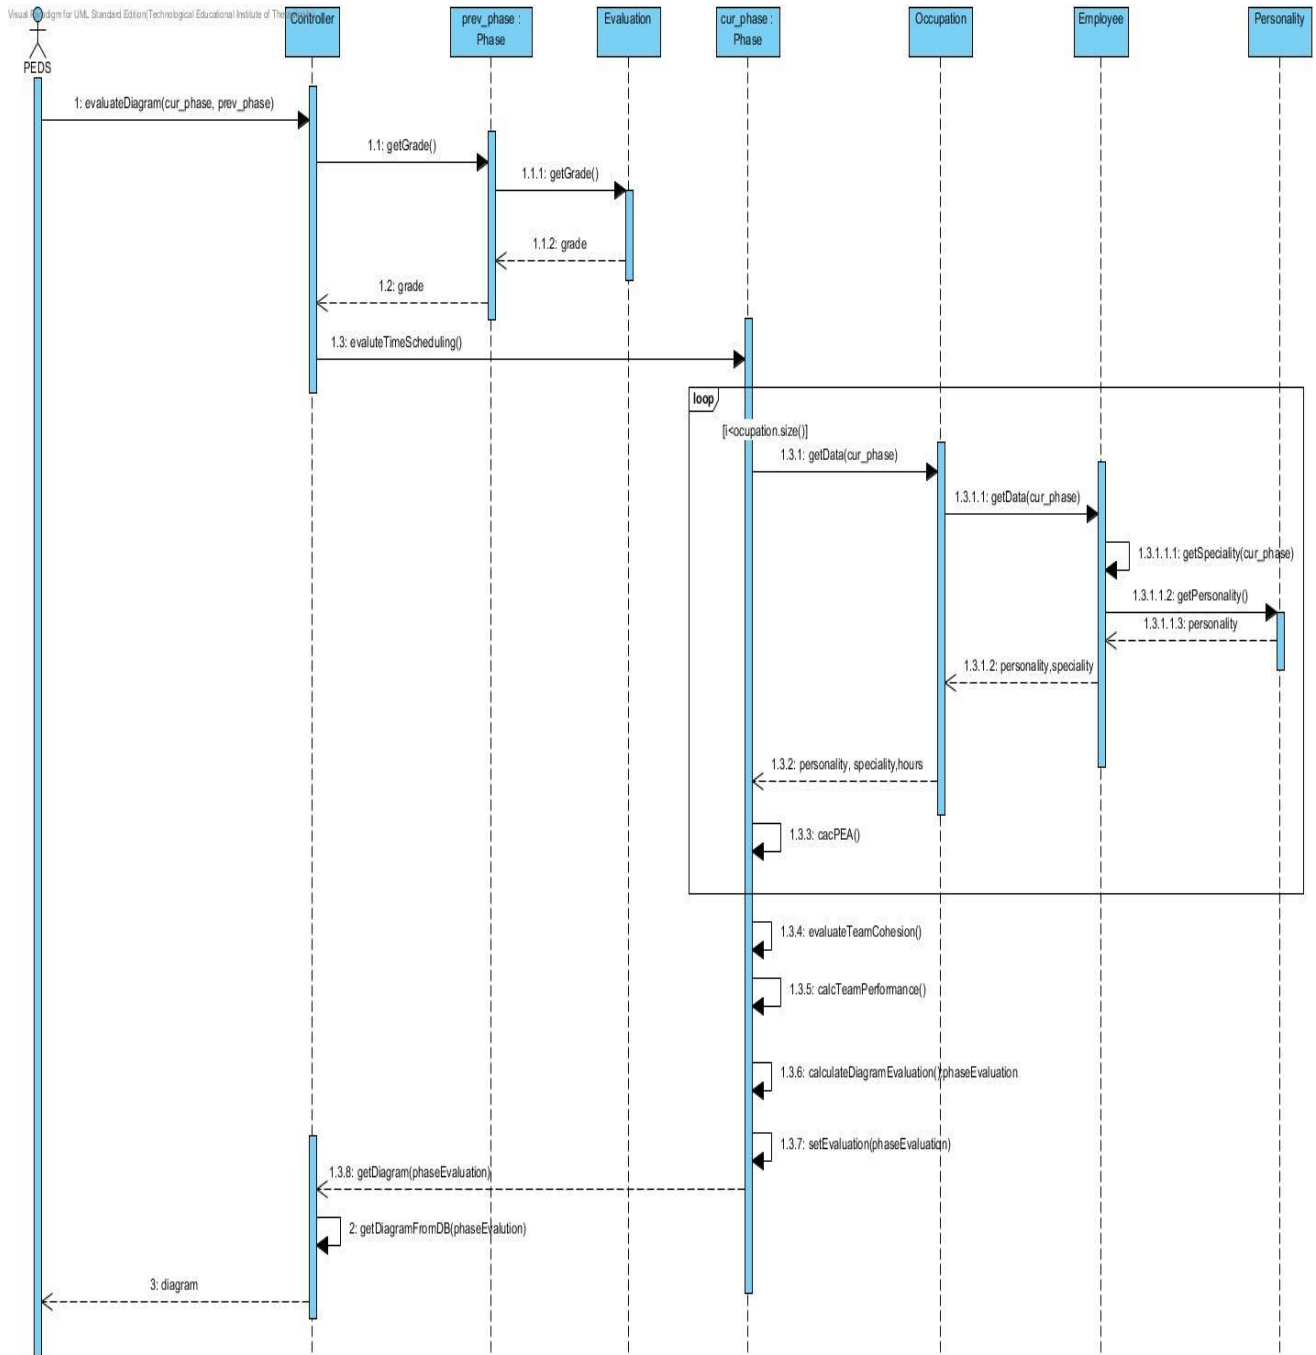 Visual Paradigm for UML Standard Edition(Technological Educational Institute of
PEDS
Controller
prev_phase :
Phase
Evaluation
cur_phase :
Phase
Occupation
Employee
Personality
1: evaluateDiagram(cur_phase, prev_phase)
1.1: getGrade()
1.1.1: getGrade()
1.1.2: grade
1.2: grade
1.3: evaluteTimeScheduling()
loop
[i<ocupation.size()]
1.3.1: getData(cur_phase)
1.3.1.1: getData(cur_phase)
1.3.1.1.1: getSpeciality(cur_phase)
1.3.1.1.2: getPersonality()
1.3.1.1.3: personality
1.3.1.2: personality,speciality
1.3.2: personality, speciality,hours
1.3.3: cacPEA()
1.3.4: evaluateTeamCohesion()
1.3.5: calcTeamPerformance()
1.3.6: calculateDiagramEvaluation():phaseEvaluation
1.3.7: setEvaluation(phaseEvaluation)
1.3.8: getDiagram(phaseEvaluation)
2: getDiagramFromDB(phaseEvalution)
3: diagram